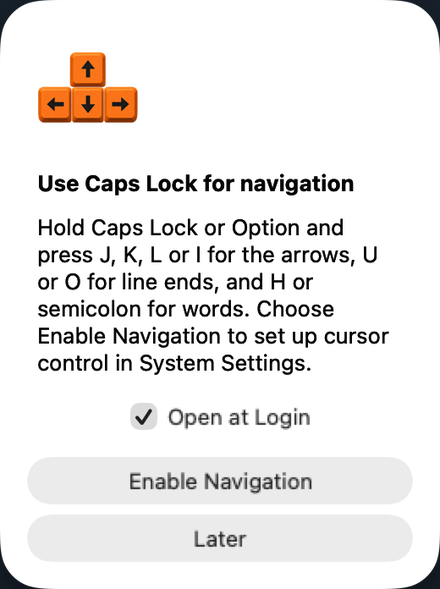 Use Caps Lock for navigation
Hold Caps Lock or Option and
press J, K, L or I for the arrows, U
or O for line ends, and H or
semicolon for words. Choose
Enable Navigation to set up cursor
control in System Settings.
Open at Login
Enable Navigation
Later